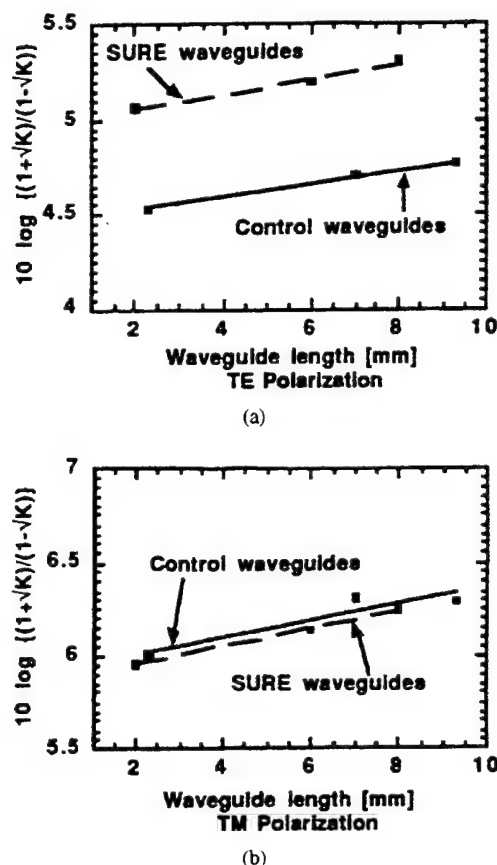 5.5
SURE waveguides
5
4.5
Control waveguides
4
10 log {(1+√K)/(1-√K)}
2 4 6 8 10
Waveguide length [mm]
TE Polarization
(a)
7
Control waveguides
6.5
6
SURE waveguides
5.5
10 log {(1+√K)/(1-√K)}
2 4 6 8 10
Waveguide length [mm]
TM Polarization
(b)